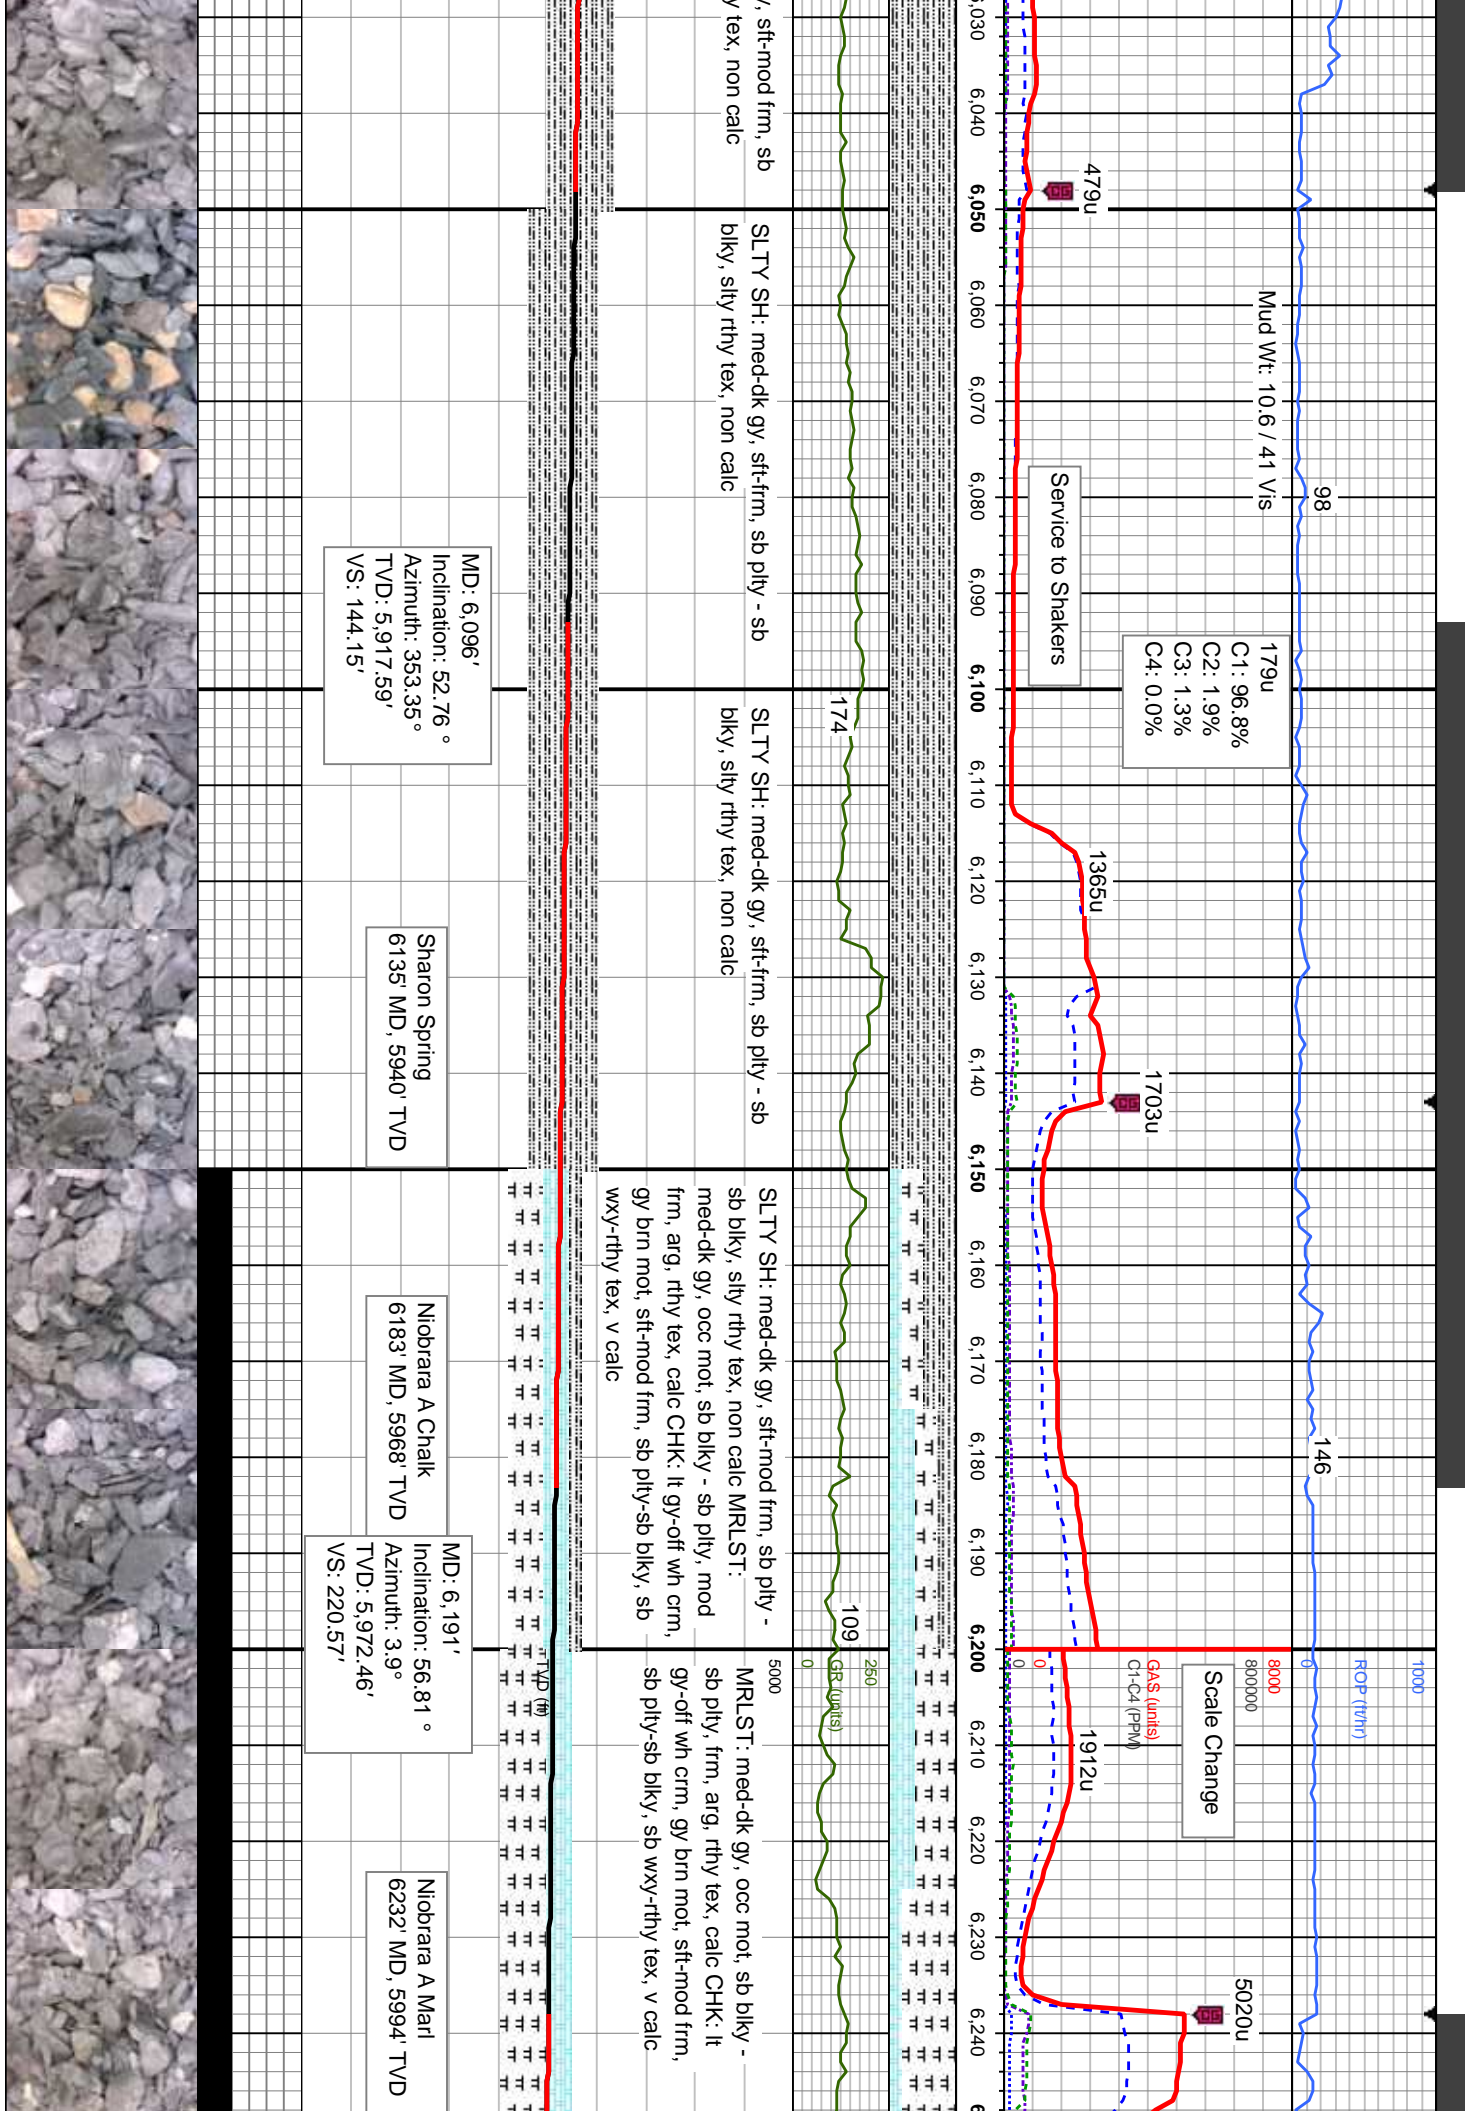 1000
ROP (ft/hr)
0
98
146
8000
800000
GAS (units)
C1-C4 (PPM)
0
0
Scale Change
479u
Mud Wt: 10.6 / 41 Vis
Service to Shakers
179u
C1: 96.8%
C2: 1.9%
C3: 1.3%
C4: 0.0%
1365u
1703u
1912u
5020u
6,030
6,040
6,050
6,060
6,070
6,080
6,090
6,100
6,110
6,120
6,130
6,140
6,150
6,160
6,170
6,180
6,190
6,200
6,210
6,220
6,230
6,240
174
109
250
GR (units)
0
5000
TVD (ft)
, sft-mod frm, sb
y tex, non calc
SLTY SH: med-dk gy, sft-frm, sb plty - sb
blky, slty rthy tex, non calc
SLTY SH: med-dk gy, sft-frm, sb plty - sb
blky, slty rthy tex, non calc
SLTY SH: med-dk gy, sft-mod frm, sb plty -
sb blky, slty rthy tex, non calc MRLST:
med-dk gy, occ mot, sb blky - sb plty, mod
frm, arg, rthy tex, calc CHK: lt gy-off wh crm,
gy brn mot, sft-mod frm, sb plty-sb blky, sb
wxy-rthy tex, v calc
MRLST: med-dk gy, occ mot, sb blky -
sb plty, frm, arg, rthy tex, calc CHK: lt
gy-off wh crm, gy brn mot, sft-mod frm,
sb plty-sb blky, sb wxy-rthy tex, v calc
MD: 6,096'
Inclination: 52.76 °
Azimuth: 353.35 °
TVD: 5,917.59'
VS: 144.15'
Sharon Spring
6135' MD, 5940' TVD
Niobrara A Chalk
6183' MD, 5968' TVD
MD: 6,191'
Inclination: 56.81 °
Azimuth: 3.9°
TVD: 5,972.46'
VS: 220.57'
Niobrara A Marl
6232' MD, 5994' TVD